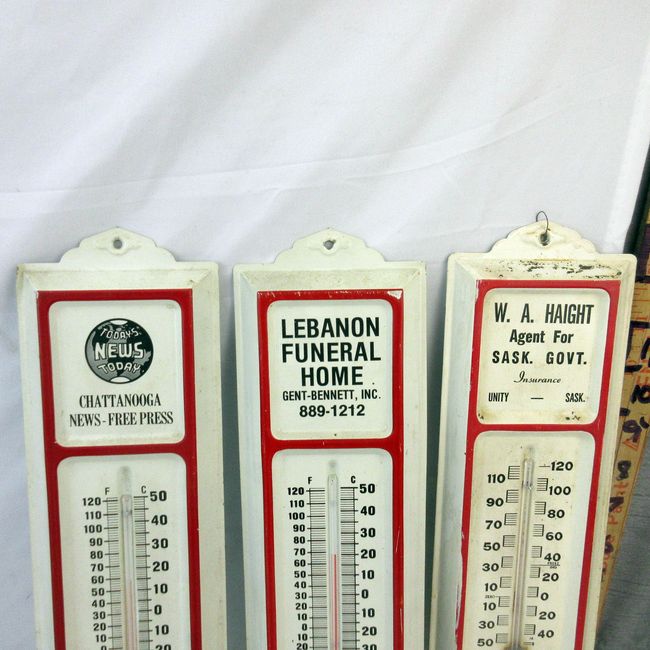 TODAY'S
NEWS
TODAY
CHATTANOOGA
NEWS-FREE PRESS
F C
120 50
110
100 40
90 30
80
70 20
60
50 10
40
30 0
20
10 10
0 20
LEBANON
FUNERAL
HOME
GENT-BENNETT, INC.
889-1212
F C
120 50
110
100 40
90 30
80
70 20
60
50 10
40
30 0
20
10 10
0
20
W. A. HAIGHT
Agent For
SASK. GOVT.
Insurance
UNITY — SASK.
120
110
100
90
80
70
60
50
40
30
20
10
0
ZERO
10
20
30
40
50